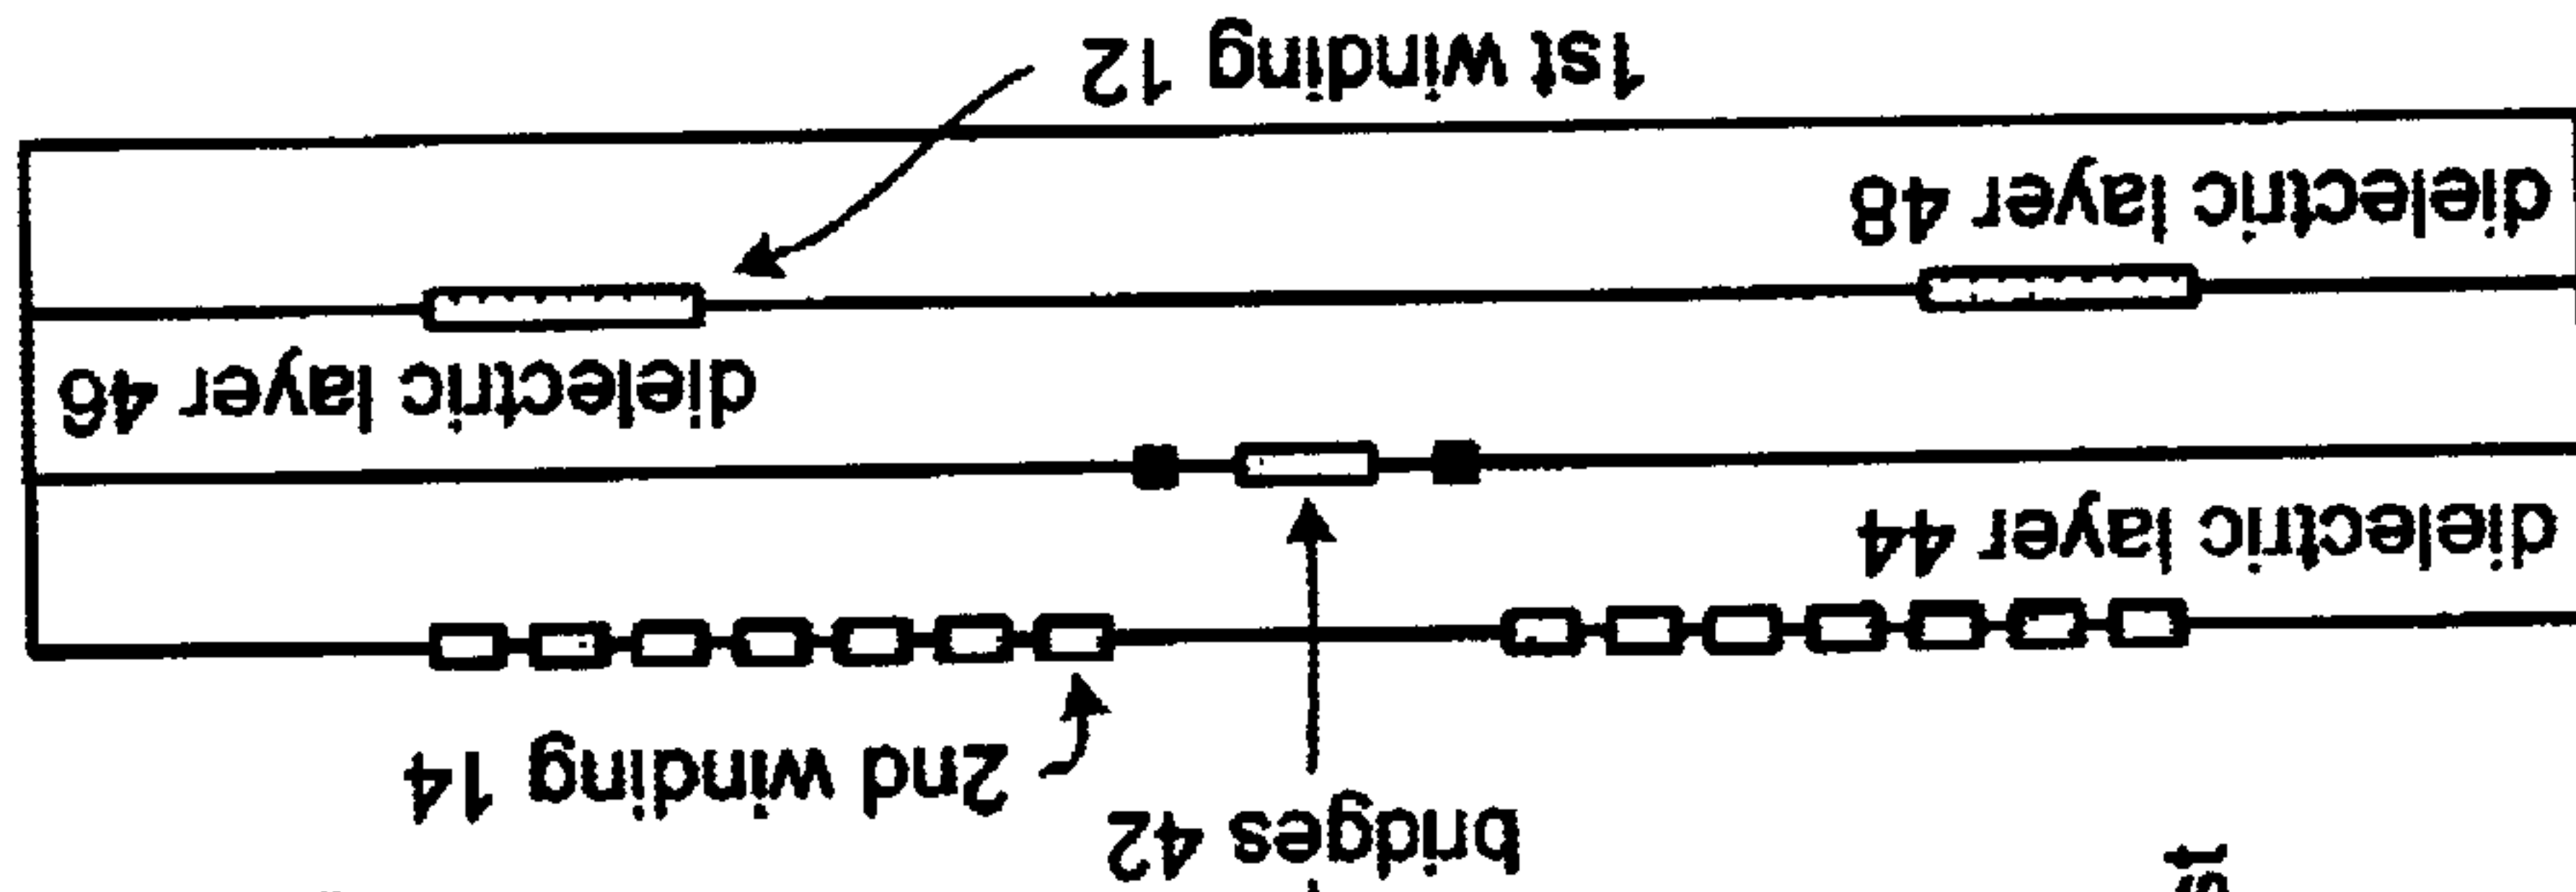 bridges 42
2nd winding 14
dielectric layer 44
dielectric layer 46
dielectric layer 48
1st winding 12